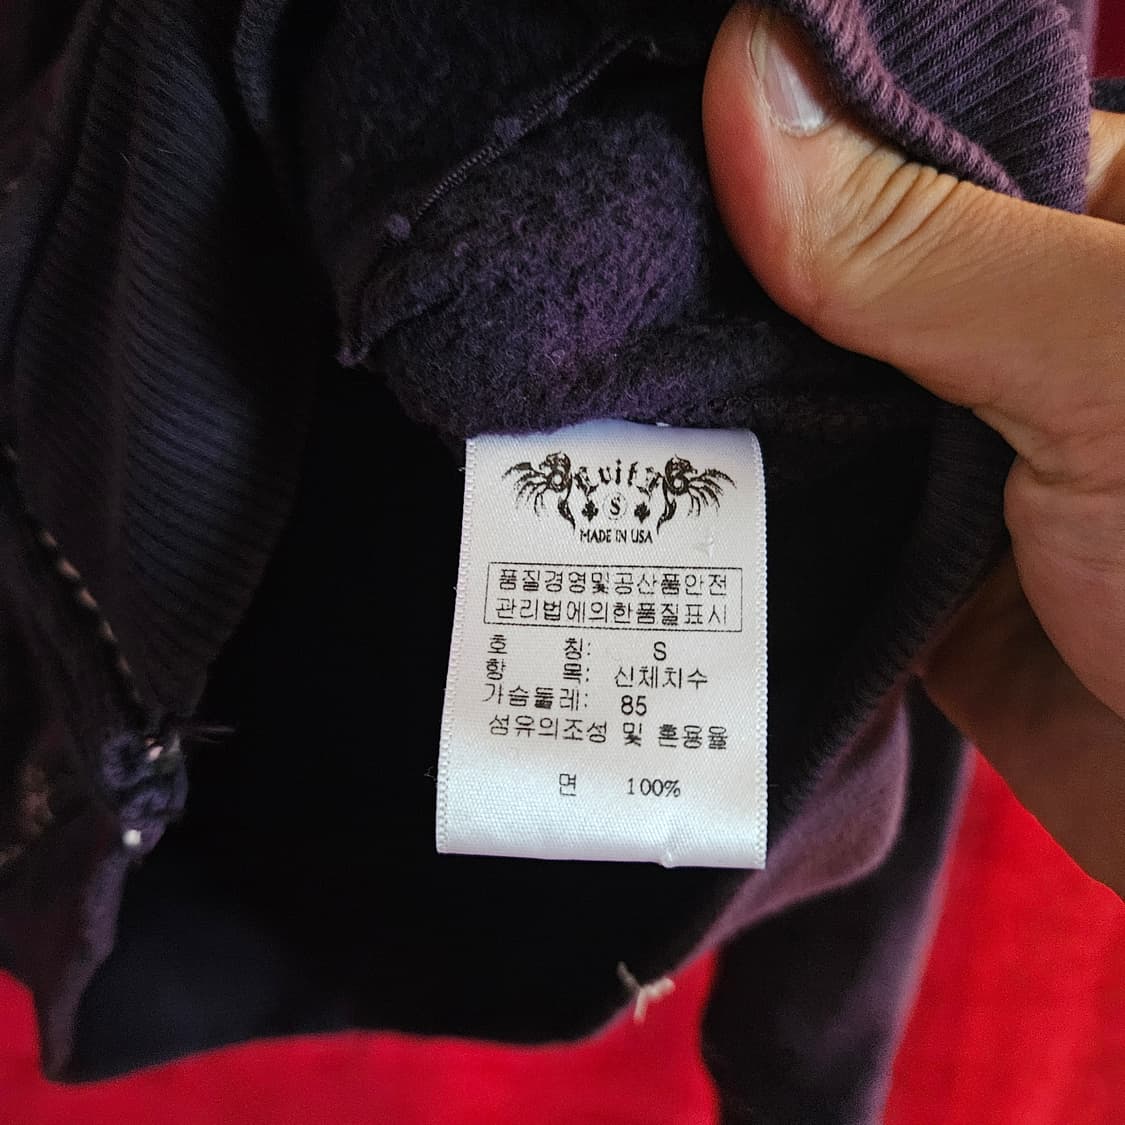 S
MADE IN USA
품질경영및공산품안전
관리법에의한품질표시
호 칭: S
항 목: 신체치수
가슴둘레: 85
섬유의조성 및 혼용율
면 100%